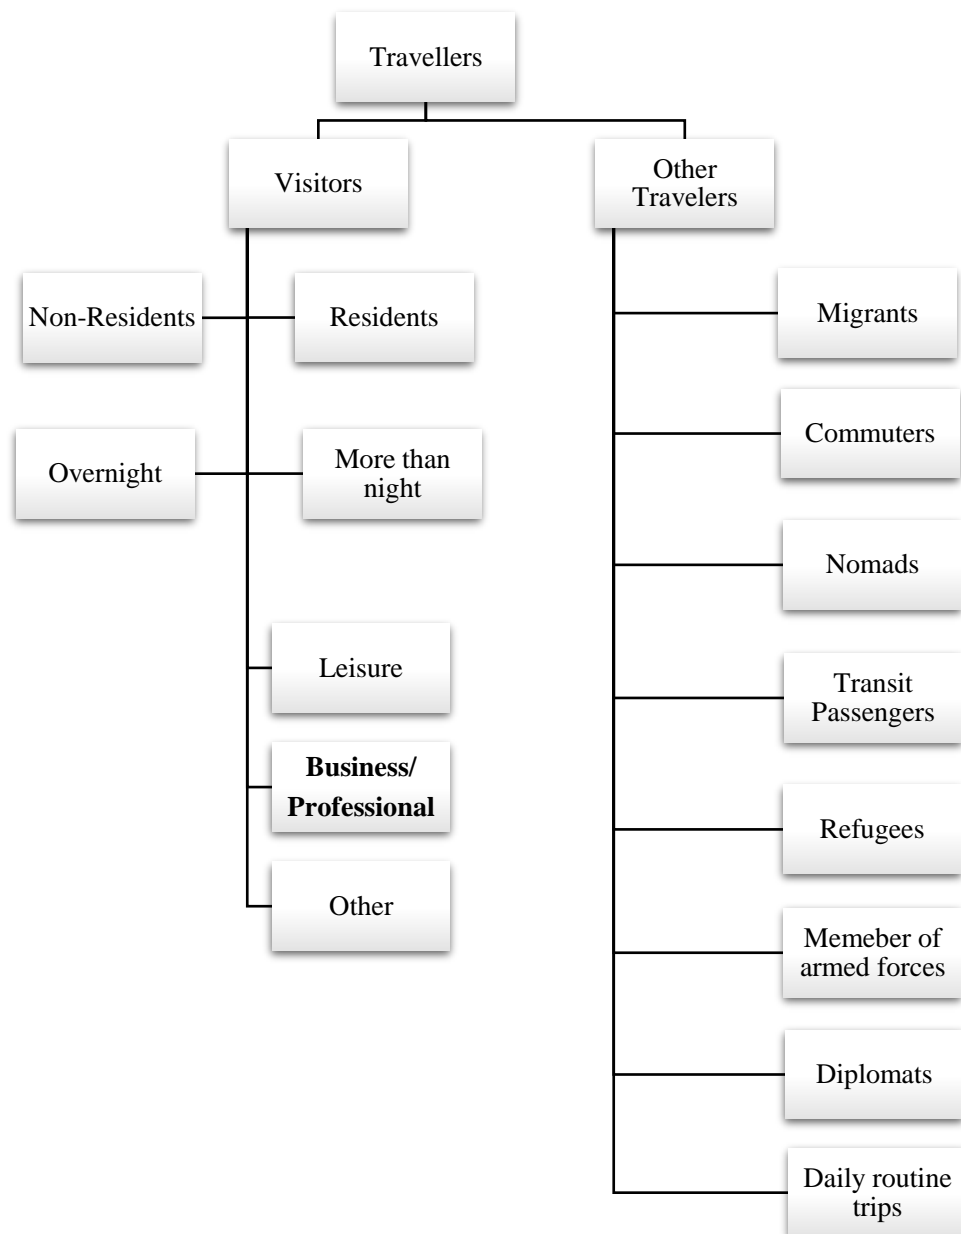 Travellers
Visitors
Other
Travelers
Non-Residents
Residents
Migrants
Commuters
Overnight
More than
night
Nomads
Leisure
Transit
Passengers
Business/
Professional
Refugees
Other
Memeber of
armed forces
Diplomats
Daily routine
trips